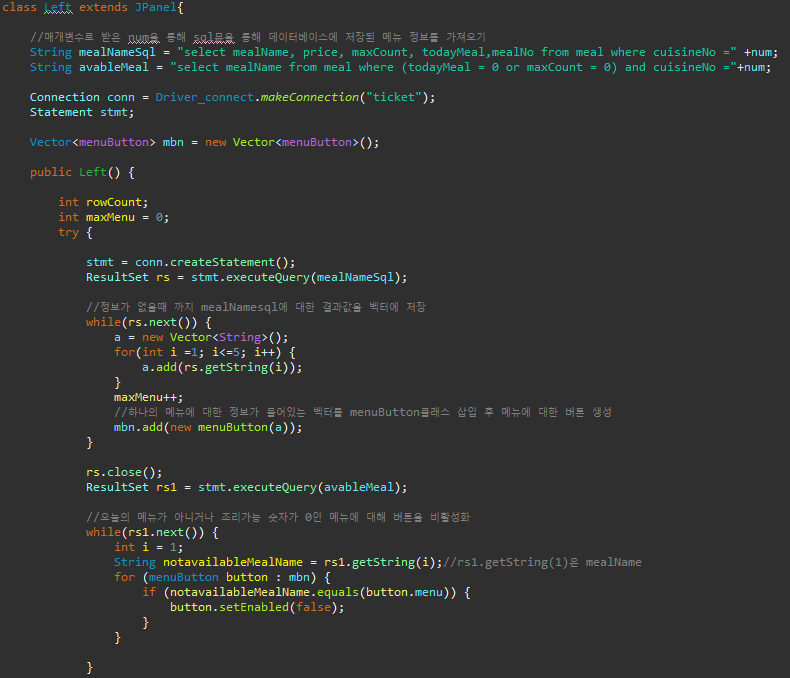 class Left extends JPanel{
//매개변수로 받은 num을 통해 sql문을 통해 데이터베이스에 저장된 메뉴 정보를 가져오기
String mealNameSql = "select mealName, price, maxCount, todayMeal,mealNo from meal where cuisineNo =" +num;
String avableMeal = "select mealName from meal where (todayMeal = 0 or maxCount = 0) and cuisineNo ="+num;
Connection conn = Driver_connect.makeConnection("ticket");
Statement stmt;
Vector<menuButton> mbn = new Vector<menuButton>();
public Left() {
int rowCount;
int maxMenu = 0;
try {
stmt = conn.createStatement();
ResultSet rs = stmt.executeQuery(mealNameSql);
//정보가 없을때 까지 mealNamesql에 대한 결과값을 벡터에 저장
while(rs.next()) {
a = new Vector<String>();
for(int i =1; i<=5; i++) {
a.add(rs.getString(i));
}
maxMenu++;
//하나의 메뉴에 대한 정보가 들어있는 벡터를 menuButton클래스 삽입 후 메뉴에 대한 버튼 생성
mbn.add(new menuButton(a));
}
rs.close();
ResultSet rs1 = stmt.executeQuery(avableMeal);
//오늘의 메뉴가 아니거나 조리가능 숫자가 0인 메뉴에 대해 버튼을 비활성화
while(rs1.next()) {
int i = 1;
String notavailableMealName = rs1.getString(i);//rs1.getString(1)은 mealName
for (menuButton button : mbn) {
if (notavailableMealName.equals(button.menu)) {
button.setEnabled(false);
}
}
}